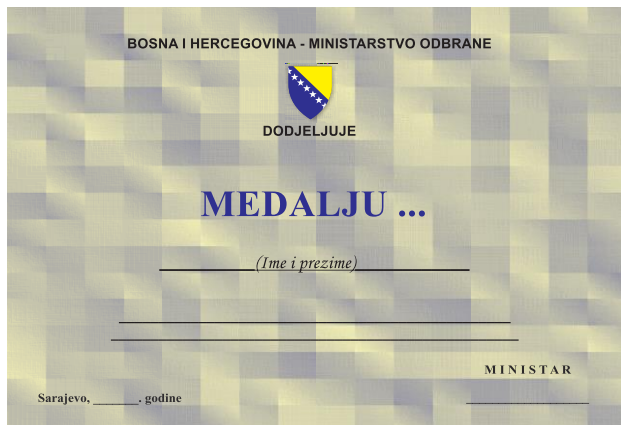 BOSNA I HERCEGOVINA - MINISTARSTVO ODBRANE
DODJELJUJE
MEDALJU ...
(Ime i prezime)
MINISTAR
Sarajevo, _______. godine